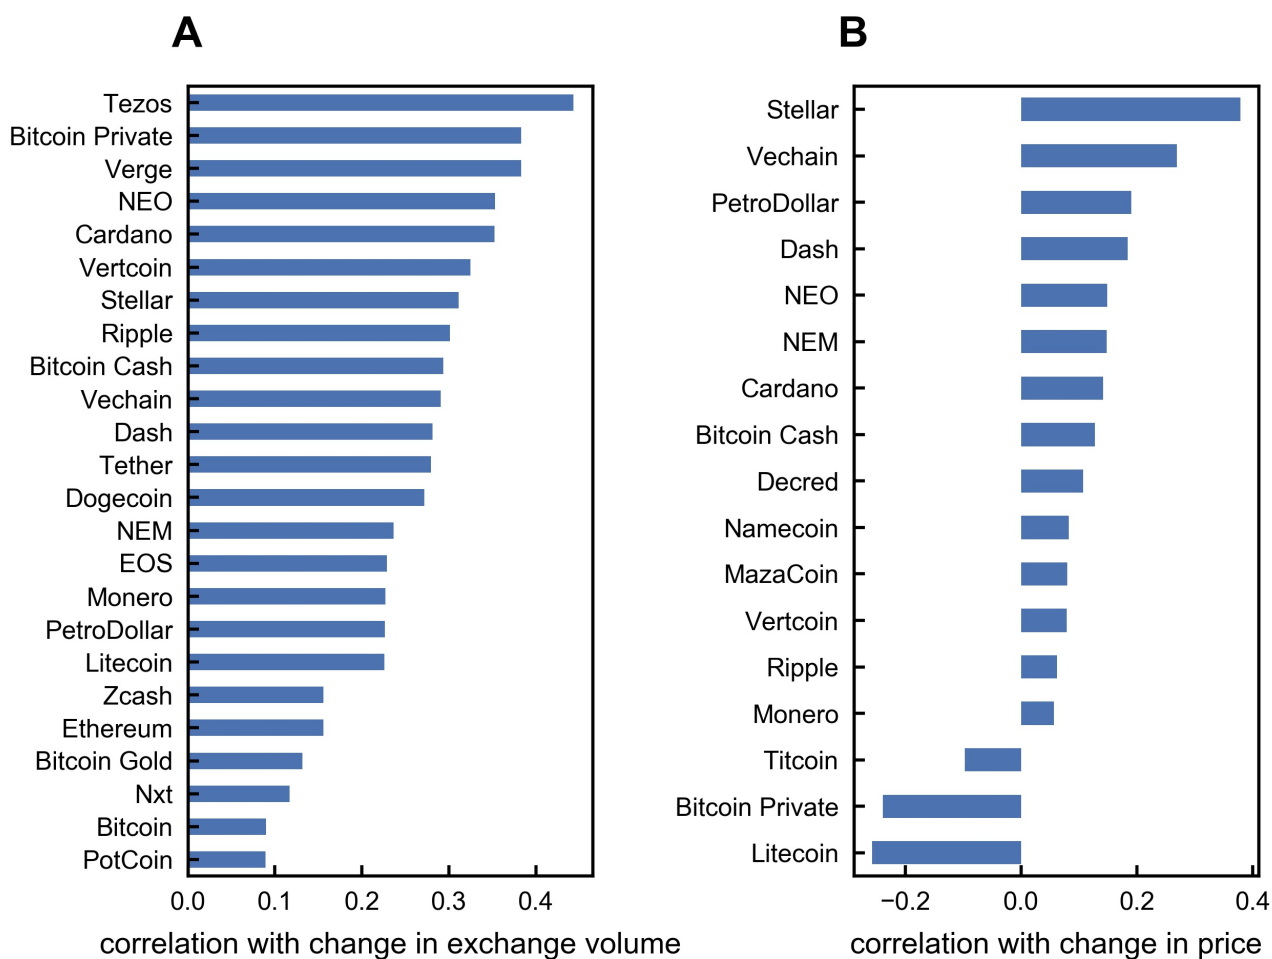 A
Tezos
Bitcoin Private
Verge
NEO
Cardano
Vertcoin
Stellar
Ripple
Bitcoin Cash
Vechain
Dash
Tether
Dogecoin
NEM
EOS
Monero
PetroDollar
Litecoin
Zcash
Ethereum
Bitcoin Gold
Nxt
Bitcoin
PotCoin
0.0 0.1 0.2 0.3 0.4
correlation with change in exchange volume
B
Stellar
Vechain
PetroDollar
Dash
NEO
NEM
Cardano
Bitcoin Cash
Decred
Namecoin
MazaCoin
Vertcoin
Ripple
Monero
Titcoin
Bitcoin Private
Litecoin
−0.2 0.0 0.2 0.4
correlation with change in price